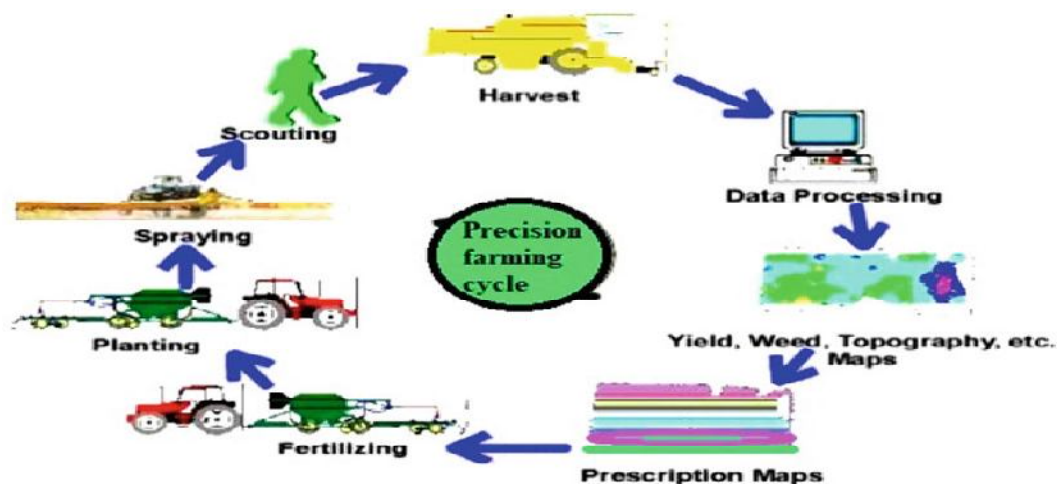 Harvest
Scouting
Data Processing
Spraying
Precision
farming
cycle
Planting
Yield, Weed, Topography, etc.
Maps
Fertilizing
Prescription Maps